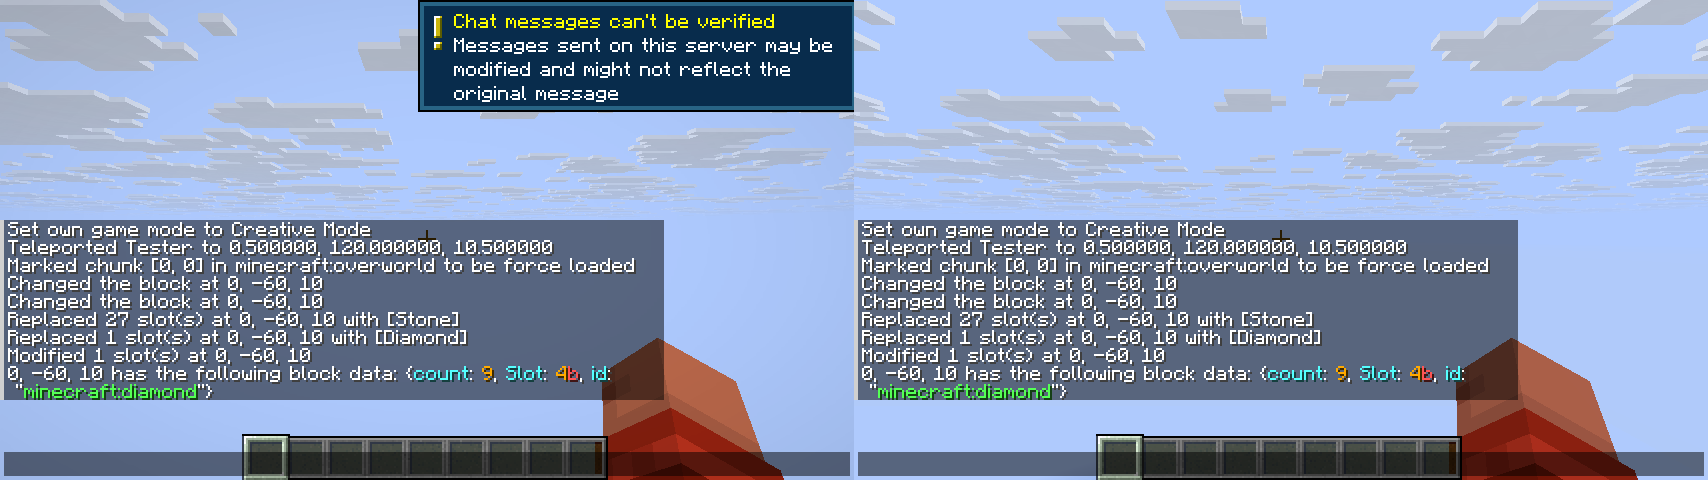 Chat messages can't be verified
Messages sent on this server may be
modified and might not reflect the
original message
Set own game mode to Creative Mode
Teleported Tester to 0.500000, 120.000000, 10.500000
Marked chunk [0, 0] in minecraft:overworld to be force loaded
Changed the block at 0, -60, 10
Changed the block at 0, -60, 10
Replaced 27 slot(s) at 0, -60, 10 with [Stone]
Replaced 1 slot(s) at 0, -60, 10 with [Diamond]
Modified 1 slot(s) at 0, -60, 10
0, -60, 10 has the following block data: {count: 9, Slot: 4b, id:
"minecraft:diamond"}
Set own game mode to Creative Mode
Teleported Tester to 0.500000, 120.000000, 10.500000
Marked chunk [0, 0] in minecraft:overworld to be force loaded
Changed the block at 0, -60, 10
Changed the block at 0, -60, 10
Replaced 27 slot(s) at 0, -60, 10 with [Stone]
Replaced 1 slot(s) at 0, -60, 10 with [Diamond]
Modified 1 slot(s) at 0, -60, 10
0, -60, 10 has the following block data: {count: 9, Slot: 4b, id:
"minecraft:diamond"}